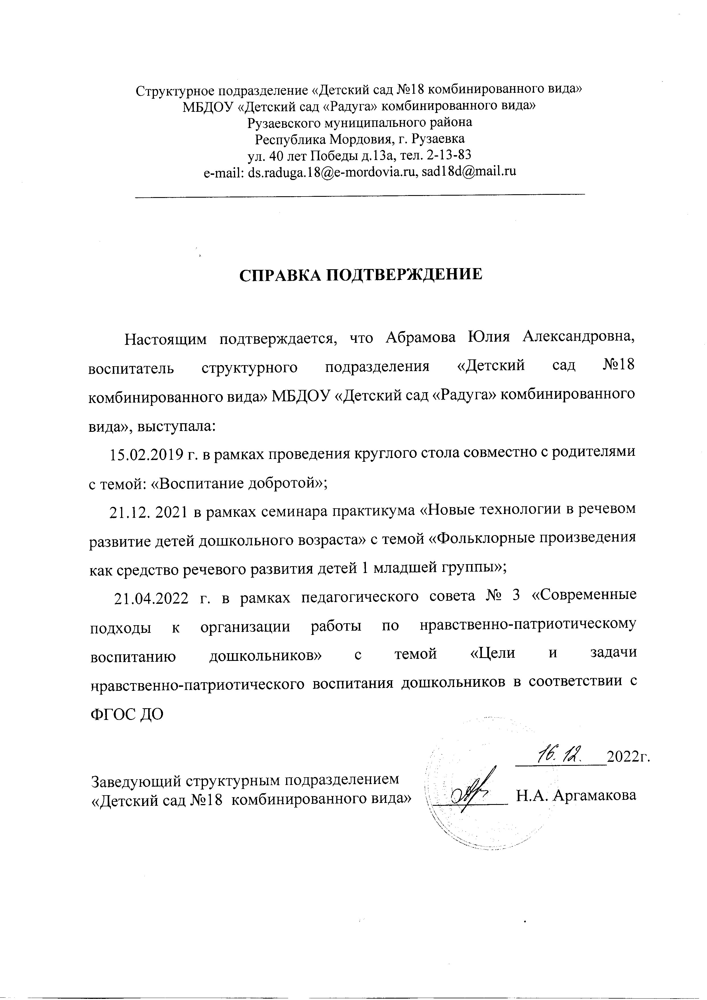 Структурное подразделение «Детский сад №18 комбинированного вида»
МБДОУ «Детский сад «Радуга» комбинированного вида»
Рузаевского муниципального района
Республика Мордовия, г. Рузаевка
ул. 40 лет Победы д.13а, тел. 2-13-83
e-mail: ds.raduga.18@e-mordovia.ru, sad18d@mail.ru
СПРАВКА ПОДТВЕРЖДЕНИЕ
Настоящим подтверждается, что Абрамова Юлия Александровна,
воспитатель структурного подразделения «Детский сад №18
комбинированного вида» МБДОУ «Детский сад «Радуга» комбинированного
вида», выступала:
15.02.2019 г. в рамках проведения круглого стола совместно с родителями
с темой: «Воспитание добротой»;
21.12. 2021 в рамках семинара практикума «Новые технологии в речевом
развитие детей дошкольного возраста» с темой «Фольклорные произведения
как средство речевого развития детей 1 младшей группы»;
21.04.2022 г. в рамках педагогического совета № 3 «Современные
подходы к организации работы по нравственно-патриотическому
воспитанию дошкольников» с темой «Цели и задачи
нравственно-патриотического воспитания дошкольников в соответствии с
ФГОС ДО
16.12. 2022г.
Заведующий структурным подразделением
«Детский сад №18 комбинированного вида» Н.А. Аргамакова